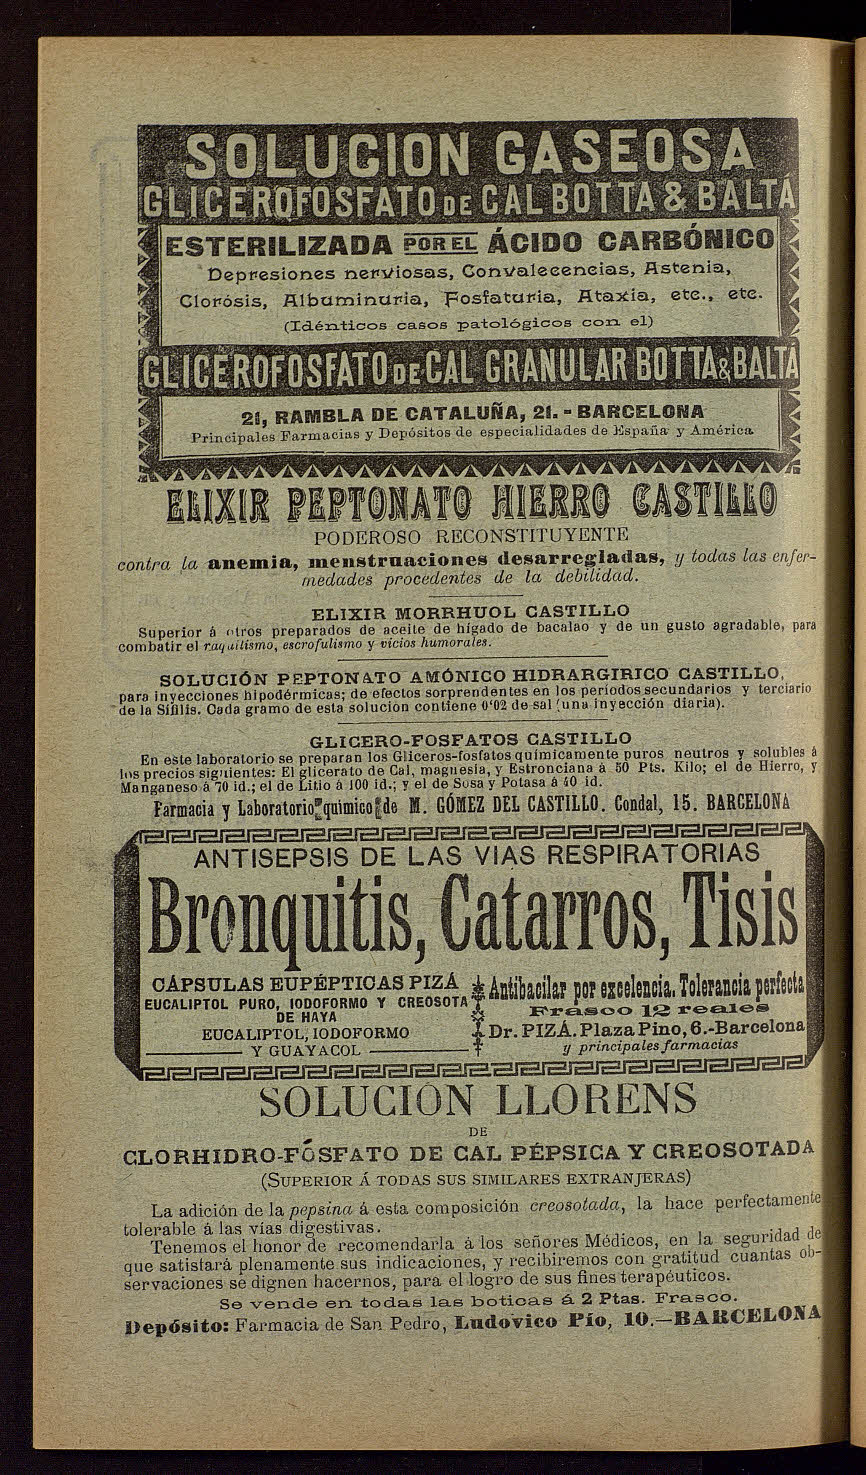 SOLUCION GASEOSA
GLICEROFOSFATO DE CAL BOTTA & BALTÁ
ESTERILIZADA POR EL ÁCIDO CARBÓNICO
Depresiones nerviosas, Convalecencias, Astenia,
Clorósis, Albuminuria, Fosfaturia, Ataxia, etc., etc.
(Idénticos casos patológicos con el)
GLICEROFOSFATO DE CAL GRANULAR BOTTA & BALTÁ
21, RAMBLA DE CATALUÑA, 21. - BARCELONA
Principales Farmacias y Depósitos de especialidades de España y América
ELIXIR PEPTONATO HIERRO CASTILLO
PODEROSO RECONSTITUYENTE
contra la anemia, menstruaciones desarregladas, y todas las enfer-
medades procedentes de la debilidad.
ELIXIR MORRHUOL CASTILLO
Superior á otros preparados de aceite de hígado de bacalao y de un gusto agradable, para
combatir el raquitismo, escrofulismo y vicios humorales.
SOLUCIÓN PEPTONATO AMÓNICO HIDRARGIRICO CASTILLO,
para inyecciones hipodérmicas; de efectos sorprendentes en los períodos secundarios y terciario
de la Sífilis. Cada gramo de esta solución contiene 0'02 de sal (una inyección diaria).
GLICERO-FOSFATOS CASTILLO
En este laboratorio se preparan los Gliceros-fosfatos químicamente puros neutros y solubles á
los precios siguientes: El glicerato de Cal, magnesia, y Estronciana á 50 Pts. Kilo; el de Hierro, y
Manganeso á 70 id.; el de Litio á 100 id.; y el de Sosa y Potasa á 40 id.
Farmacia y Laboratorio químico de M. GÓMEZ DEL CASTILLO. Condal, 15. BARCELONA
ANTISEPSIS DE LAS VIAS RESPIRATORIAS
Bronquitis, Catarros, Tisis
CÁPSULAS EUPÉPTICAS PIZÁ
EUCALIPTOL PURO, IODOFORMO Y CREOSOTA
DE HAYA
EUCALIPTOL, IODOFORMO
Y GUAYACOL
Antibacilar por excelencia. Tolerancia perfecta
Frasco 12 reales
Dr. PIZÁ. Plaza Pino, 6.-Barcelona
y principales farmacias
SOLUCIÓN LLORENS
DE
CLORHIDRO-FÓSFATO DE CAL PÉPSICA Y CREOSOTADA
(SUPERIOR Á TODAS SUS SIMILARES EXTRANJERAS)
La adición de la pepsina á esta composición creosotada, la hace perfectamente
tolerable á las vías digestivas.
Tenemos el honor de recomendarla á los señores Médicos, en la seguridad de
que satisfará plenamente sus indicaciones, y recibiremos con gratitud cuantas ob-
servaciones se dignen hacernos, para el logro de sus fines terapéuticos.
Se vende en todas las boticas á 2 Ptas. Frasco.
Depósito: Farmacia de San Pedro, Ludovico Pío, 10.—BARCELONA